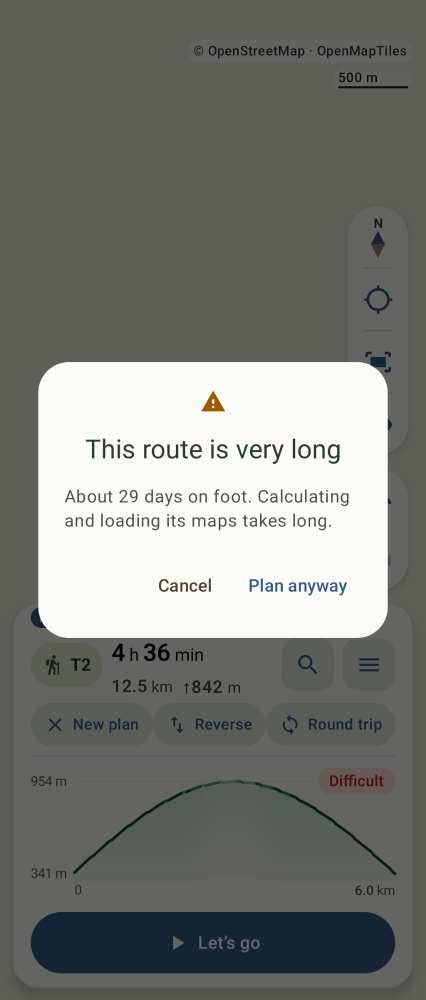 © OpenStreetMap · OpenMapTiles
500 m
N
This route is very long
About 29 days on foot. Calculating
and loading its maps takes long.
Cancel
Plan anyway
T2
4 h 36 min
12.5 km ↑842 m
New plan
Reverse
Round trip
954 m
Difficult
341 m
0
6.0 km
Let’s go